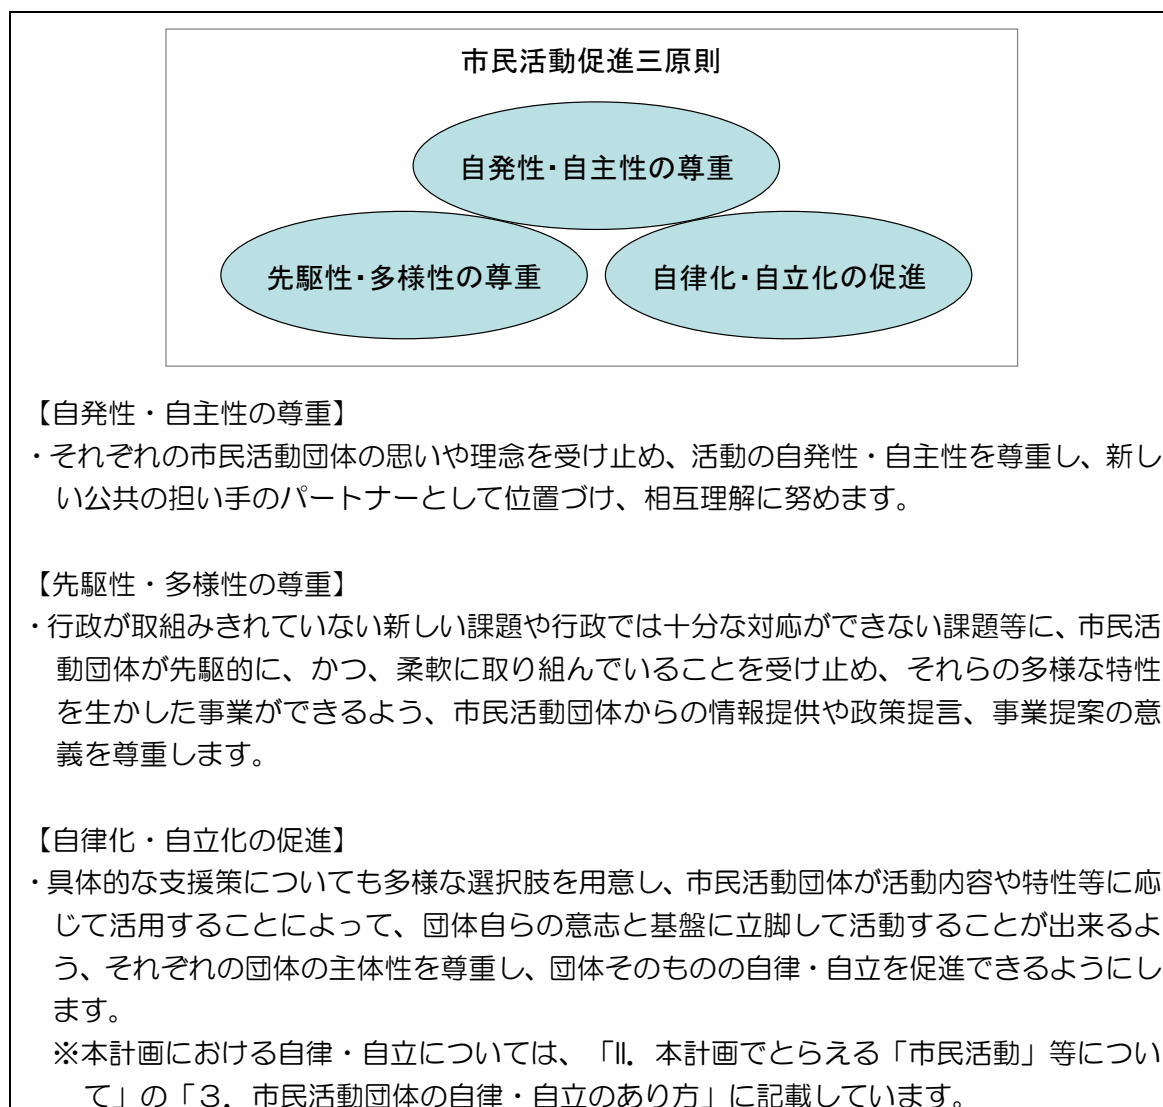 市民活動促進三原則
自発性・自主性の尊重
先駆性・多様性の尊重
自律化・自立化の促進
【自発性・自主性の尊重】
・それぞれの市民活動団体の思いや理念を受け止め、活動の自発性・自主性を尊重し、新し
い公共の担い手のパートナーとして位置づけ、相互理解に努めます。
【先駆性・多様性の尊重】
・行政が取組みきれていない新しい課題や行政では十分な対応ができない課題等に、市民活
動団体が先駆的に、かつ、柔軟に取り組んでいることを受け止め、それらの多様な特性
を生かした事業ができるよう、市民活動団体からの情報提供や政策提言、事業提案の意
義を尊重します。
【自律化・自立化の促進】
・具体的な支援策についても多様な選択肢を用意し、市民活動団体が活動内容や特性等に応
じて活用することによって、団体自らの意志と基盤に立脚して活動することが出来るよ
う、それぞれの団体の主体性を尊重し、団体そのものの自律・自立を促進できるようにし
ます。
※本計画における自律・自立については、「Ⅱ．本計画でとらえる「市民活動」等につい
て」の「３．市民活動団体の自律・自立のあり方」に記載しています。